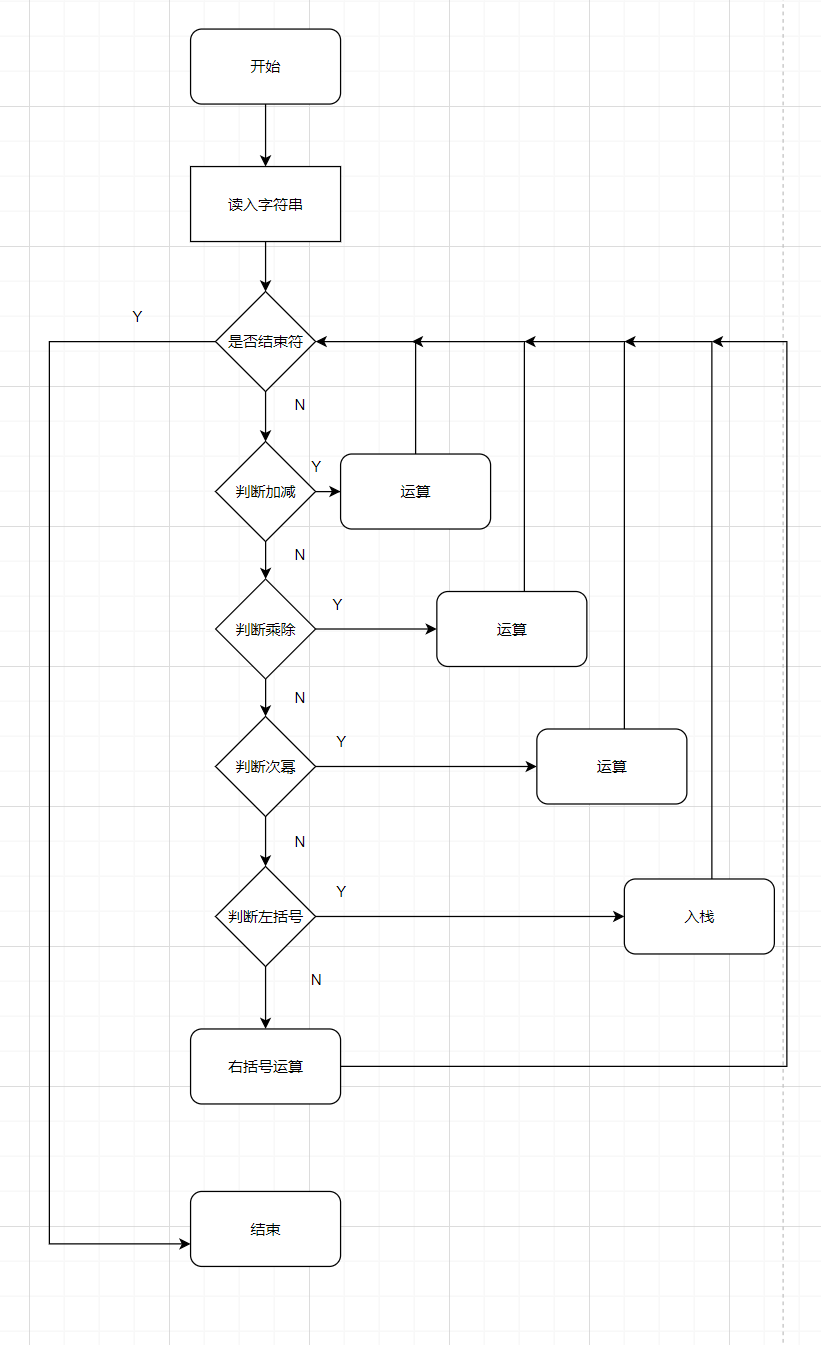 开始
读入字符串
Y
是否结束符
N
判断加减
Y
运算
N
判断乘除
Y
运算
N
判断次幂
Y
运算
N
判断左括号
Y
入栈
N
右括号运算
结束